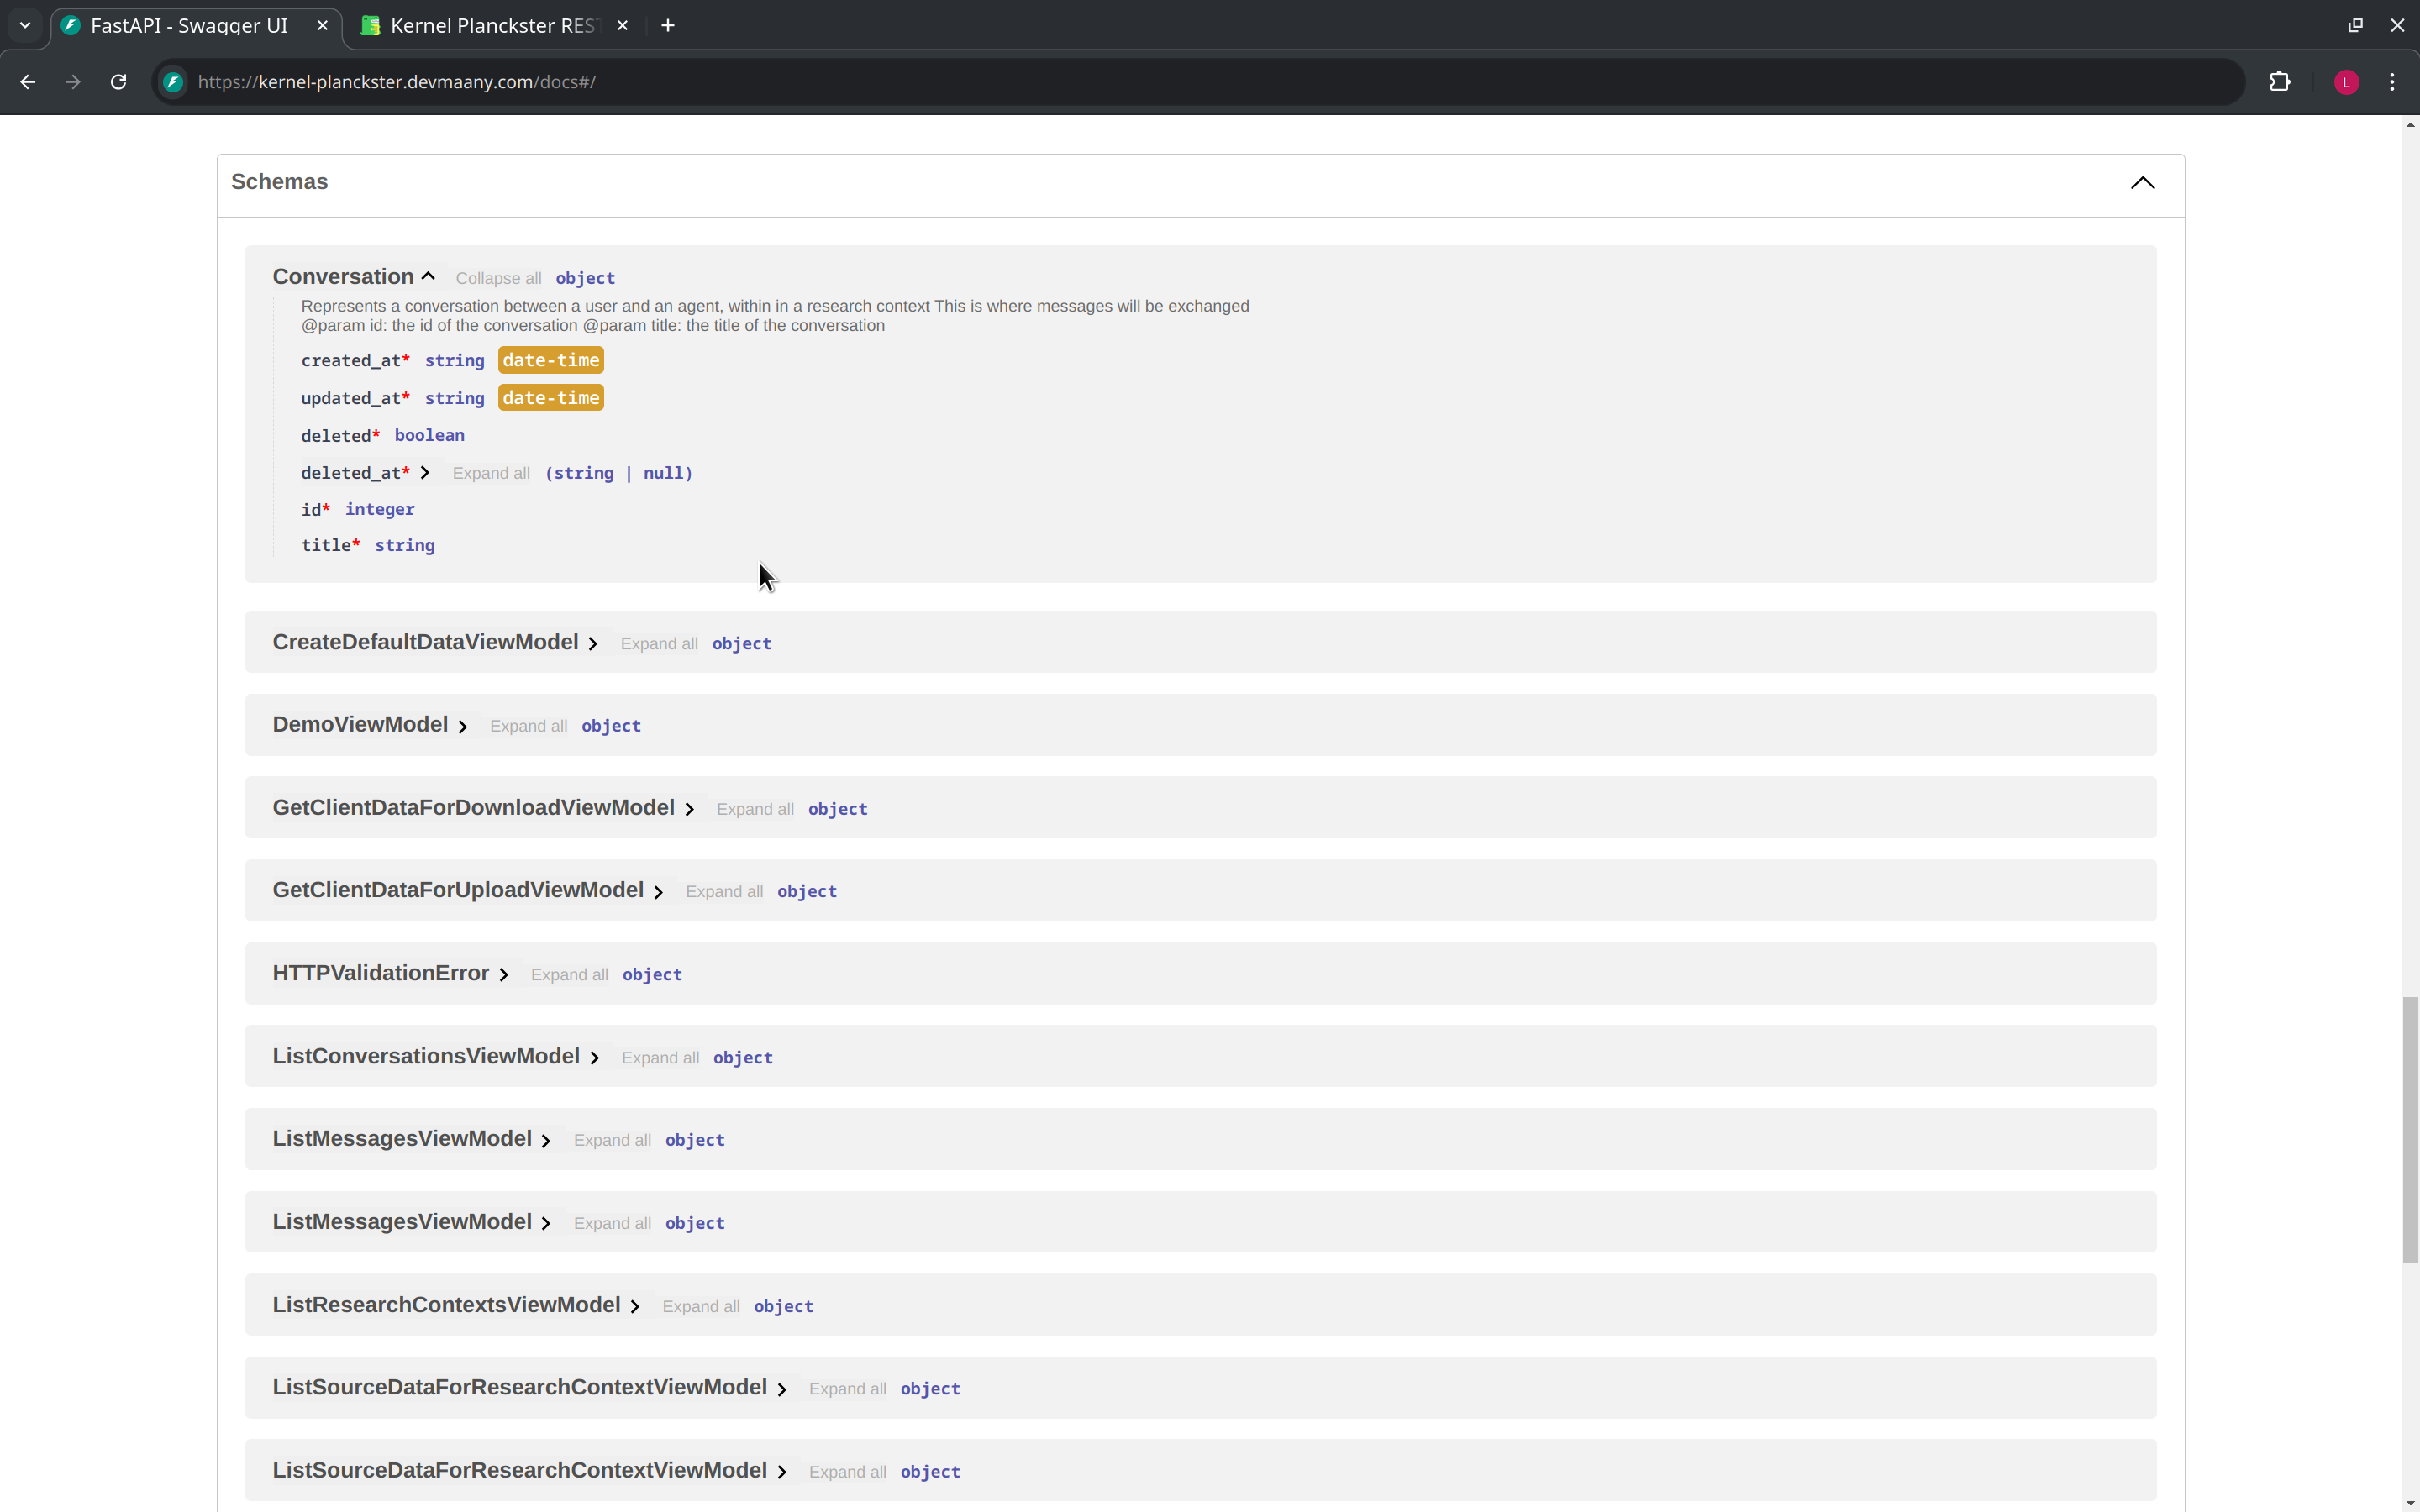 FastAPI - Swagger UI
Kernel Planckster RES
https://kernel-planckster.devmaany.com/docs#/
L
Schemas
Conversation Collapse all object
Represents a conversation between a user and an agent, within in a research context This is where messages will be exchanged
@param id: the id of the conversation @param title: the title of the conversation
created_at* string date-time
updated_at* string date-time
deleted* boolean
deleted_at* Expand all (string | null)
id* integer
title* string
CreateDefaultDataViewModel Expand all object
DemoViewModel Expand all object
GetClientDataForDownloadViewModel Expand all object
GetClientDataForUploadViewModel Expand all object
HTTPValidationError Expand all object
ListConversationsViewModel Expand all object
ListMessagesViewModel Expand all object
ListMessagesViewModel Expand all object
ListResearchContextsViewModel Expand all object
ListSourceDataForResearchContextViewModel Expand all object
ListSourceDataForResearchContextViewModel Expand all object